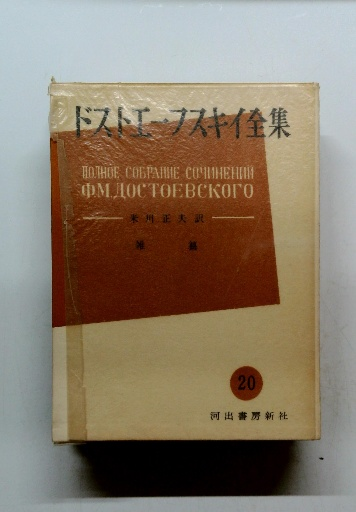 ドストエーフスキイ全集
ПОЛНОЕ СОБРАНИЕ СОЧИНЕНИЙ
Ф.М.ДОСТОЕВСКОГО
米川正夫訳
20
河出書房新社